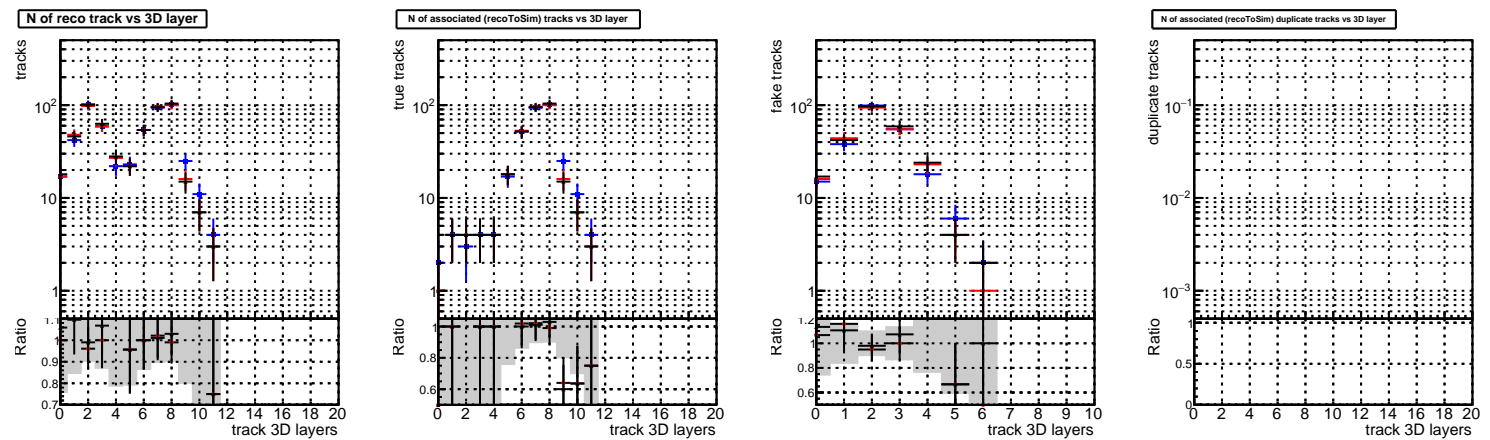 N of reco track vs 3D layer
tracks
10²
10
1
Ratio
1.1
1
0.9
0.8
0.7
0 2 4 6 8 10 12 14 16 18 20
track 3D layers
N of associated (recoToSim) tracks vs 3D layer
true tracks
10²
10
1
Ratio
1
0.8
0.6
0 2 4 6 8 10 12 14 16 18 20
track 3D layers
fake tracks
10²
10
1
Ratio
1.2
1
0.8
0.6
0 1 2 3 4 5 6 7 8 9 10
track 3D layers
N of associated (recoToSim) duplicate tracks vs 3D layer
duplicate tracks
10⁻¹
10⁻²
10⁻³
Ratio
1
0.5
0
0 2 4 6 8 10 12 14 16 18 20
track 3D layers